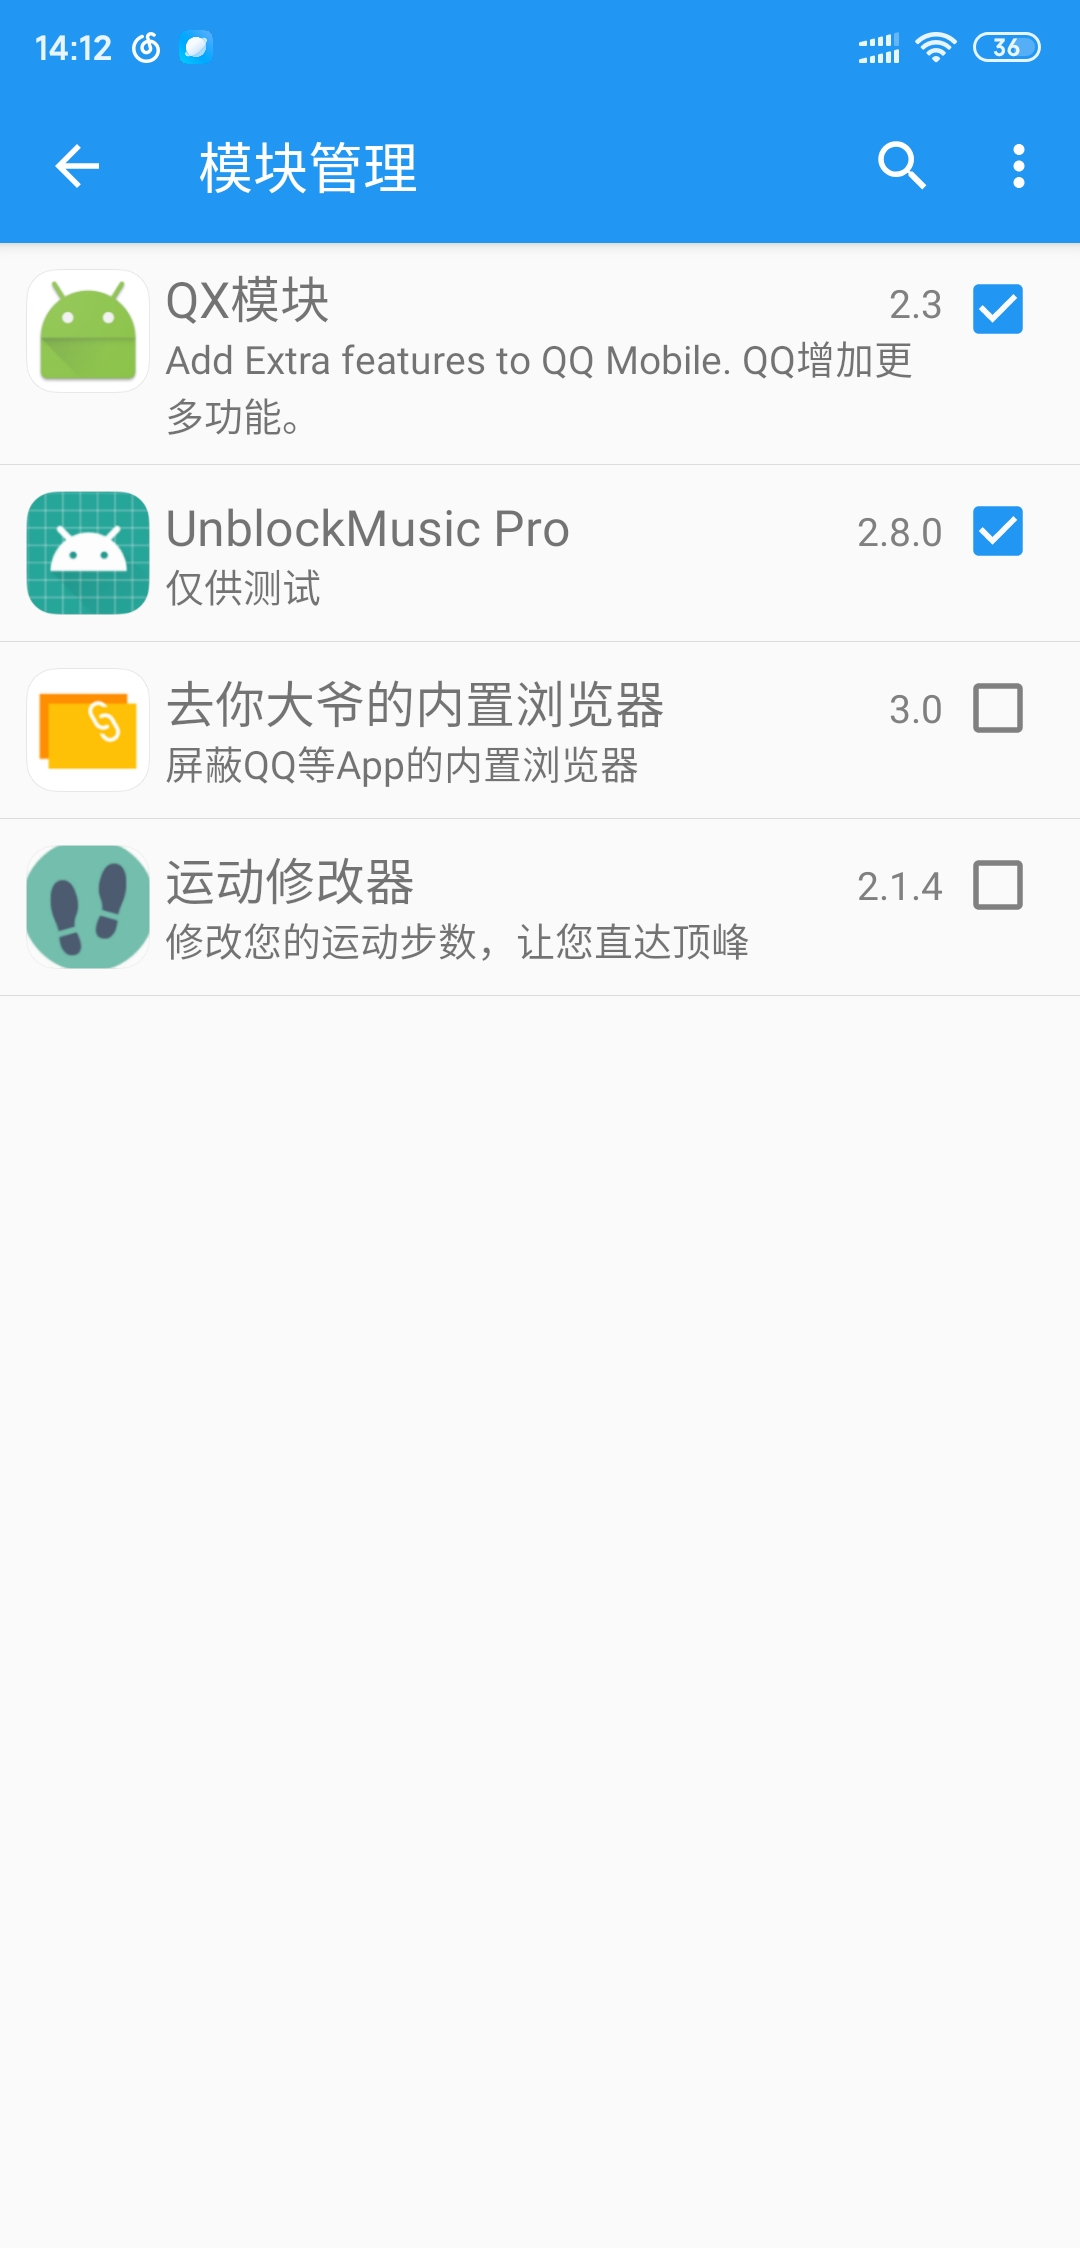 14:12
36
模块管理
QX模块
2.3
Add Extra features to QQ Mobile. QQ增加更
多功能。
UnblockMusic Pro
2.8.0
仅供测试
去你大爷的内置浏览器
3.0
屏蔽QQ等App的内置浏览器
运动修改器
2.1.4
修改您的运动步数，让您直达顶峰